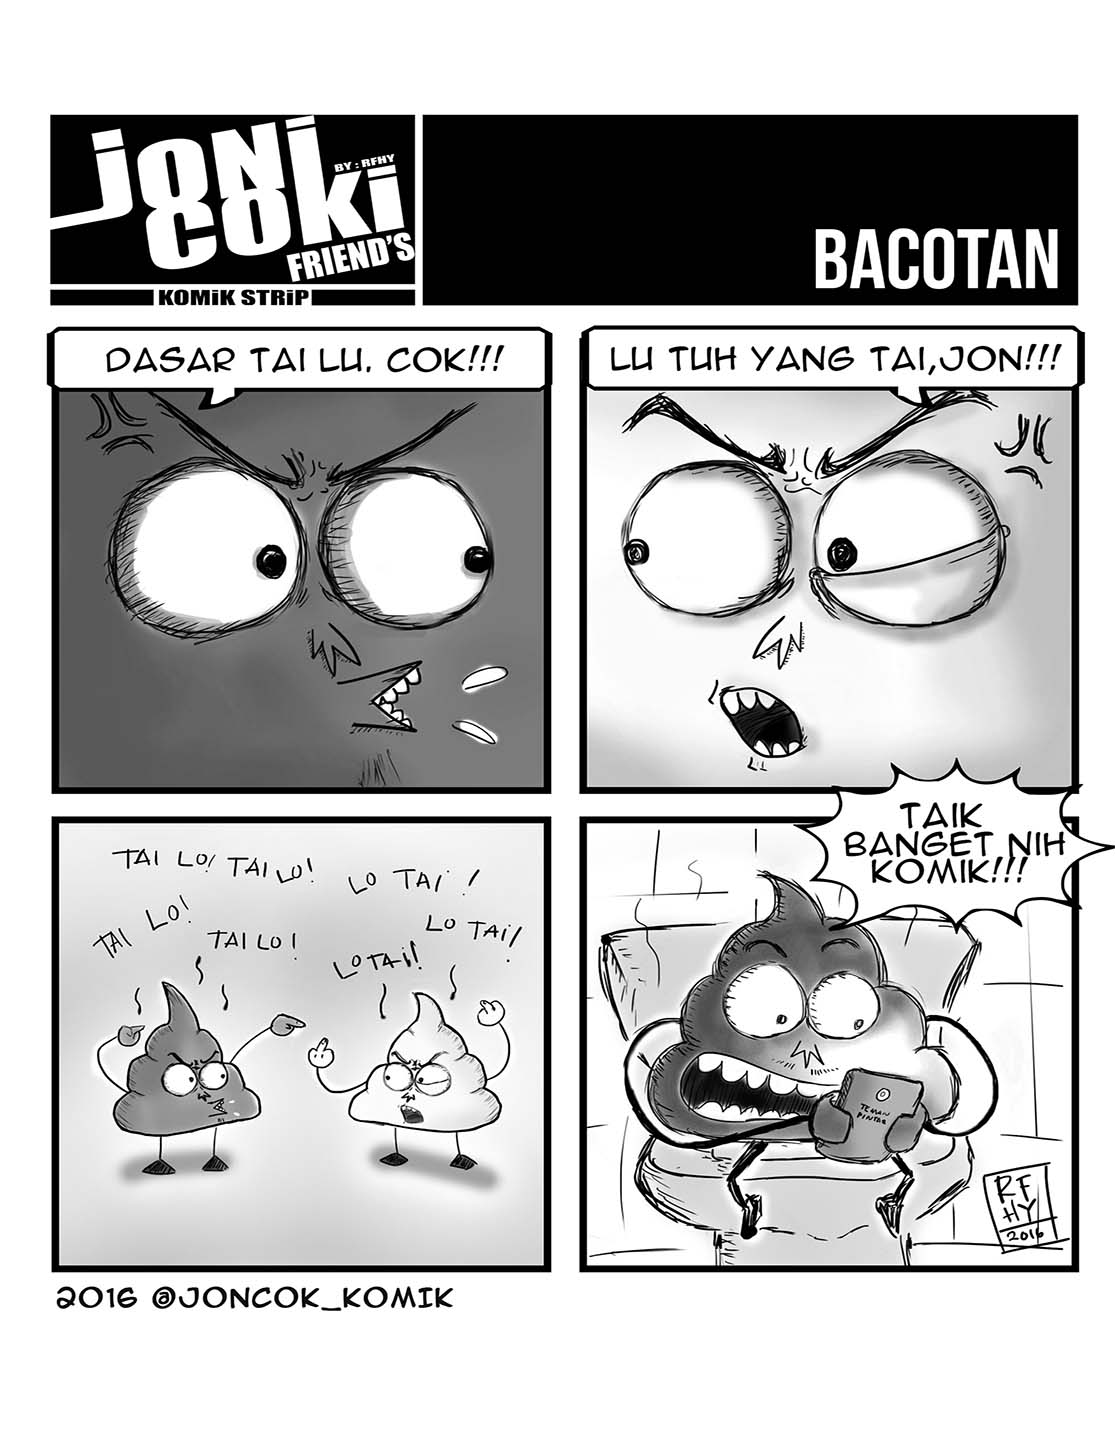 JONI
BY : RFHY
COKI
FRIEND'S
KOMIK STRIP
BACOTAN
DASAR TAI LU. COK!!!
LU TUH YANG TAI,JON!!!
TAI LO! TAI LO!
TAI LO!
TAI LO!
LO TAI!
LO TAI!
LO TAI!
TAIK
BANGET NIH
KOMIK!!!
TEMAN
PINTAR
RF
HY
2016
2016 @JONCOK_KOMIK